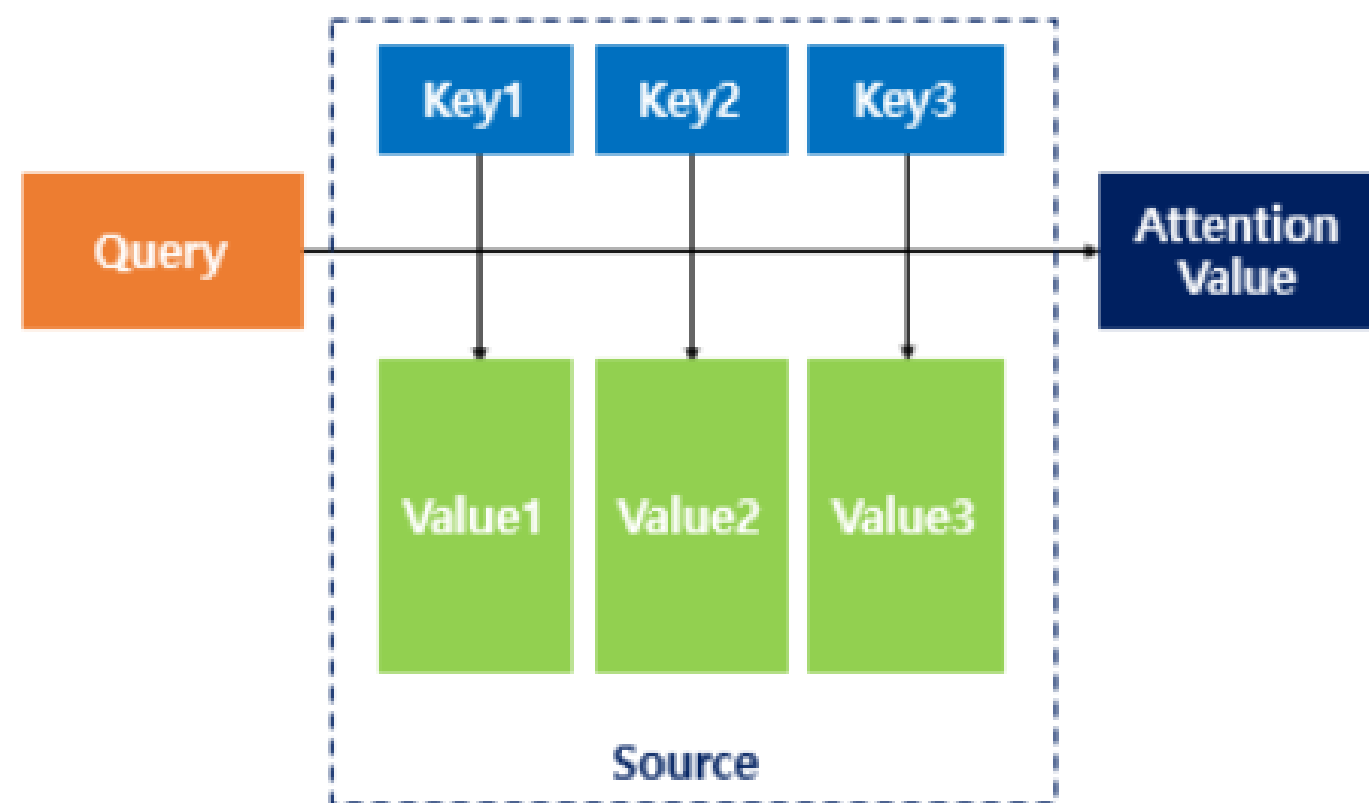 Key1
Key2
Key3
Query
Attention
Value
Value1
Value2
Value3
Source